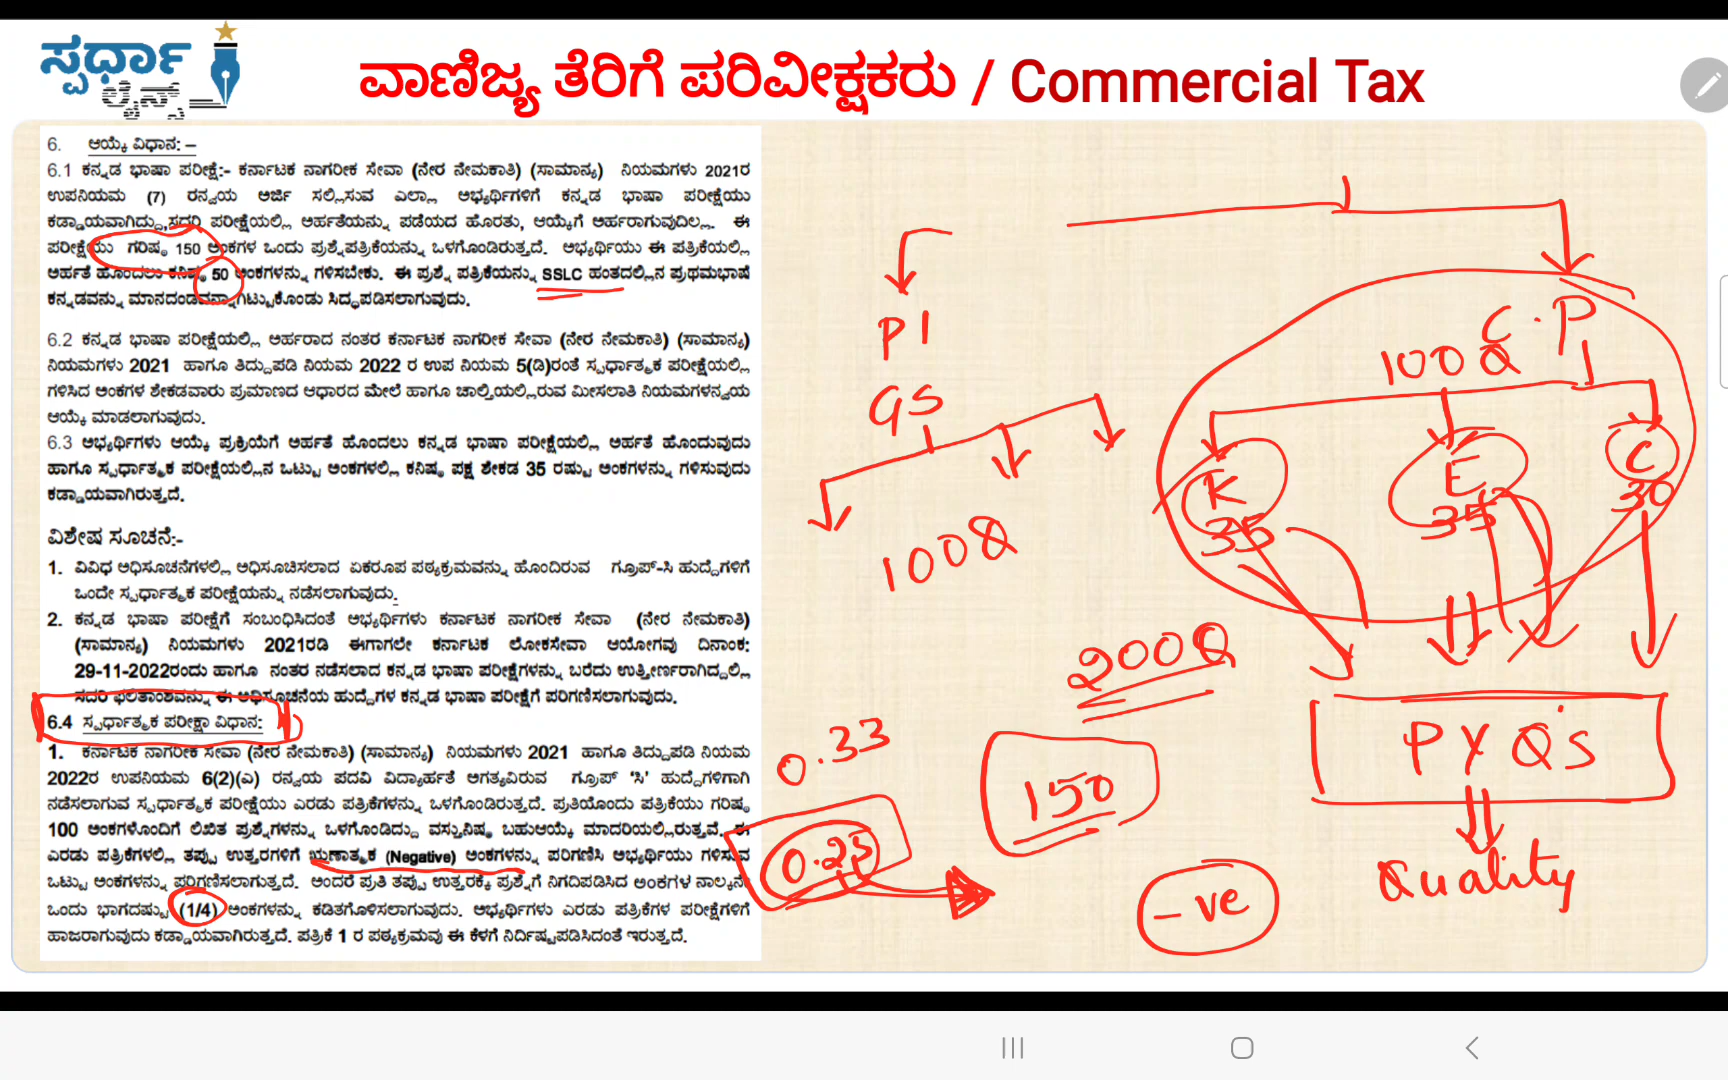 ಸ್ಪರ್ಧಾ
ಲೈನ್ಸ್
ವಾಣಿಜ್ಯ ತೆರಿಗೆ ಪರಿವೀಕ್ಷಕರು / Commercial Tax
6. ಆಯ್ಕೆ ವಿಧಾನ: –
6.1 ಕನ್ನಡ ಭಾಷಾ ಪರೀಕ್ಷೆ:- ಕರ್ನಾಟಕ ನಾಗರೀಕ ಸೇವಾ (ನೇರ ನೇಮಕಾತಿ) (ಸಾಮಾನ್ಯ) ನಿಯಮಗಳು 2021ರ
ಉಪನಿಯಮ (7) ರನ್ವಯ ಅರ್ಜಿ ಸಲ್ಲಿಸುವ ಎಲ್ಲಾ ಅಭ್ಯರ್ಥಿಗಳಿಗೆ ಕನ್ನಡ ಭಾಷಾ ಪರೀಕ್ಷೆಯು
ಕಡ್ಡಾಯವಾಗಿದ್ದು,ಸದರಿ ಪರೀಕ್ಷೆಯಲ್ಲಿ ಅರ್ಹತೆಯನ್ನು ಪಡೆಯದ ಹೊರತು, ಆಯ್ಕೆಗೆ ಅರ್ಹರಾಗುವುದಿಲ್ಲ. ಈ
ಪರೀಕ್ಷೆಯು ಗರಿಷ್ಠ 150 ಅಂಕಗಳ ಒಂದು ಪ್ರಶ್ನೆಪತ್ರಿಕೆಯನ್ನು ಒಳಗೊಂಡಿರುತ್ತದೆ. ಅಭ್ಯರ್ಥಿಯು ಈ ಪತ್ರಿಕೆಯಲ್ಲಿ
ಅರ್ಹತೆ ಹೊಂದಲು ಕನಿಷ್ಠ 50 ಅಂಕಗಳನ್ನು ಗಳಿಸಬೇಕು. ಈ ಪ್ರಶ್ನೆ ಪತ್ರಿಕೆಯನ್ನು SSLC ಹಂತದಲ್ಲಿನ ಪ್ರಥಮಭಾಷೆ
ಕನ್ನಡವನ್ನು ಮಾನದಂಡವನ್ನಾಗಿಟ್ಟುಕೊಂಡು ಸಿದ್ಧಪಡಿಸಲಾಗುವುದು.
6.2 ಕನ್ನಡ ಭಾಷಾ ಪರೀಕ್ಷೆಯಲ್ಲಿ ಅರ್ಹರಾದ ನಂತರ ಕರ್ನಾಟಕ ನಾಗರೀಕ ಸೇವಾ (ನೇರ ನೇಮಕಾತಿ) (ಸಾಮಾನ್ಯ)
ನಿಯಮಗಳು 2021 ಹಾಗೂ ತಿದ್ದುಪಡಿ ನಿಯಮ 2022 ರ ಉಪ ನಿಯಮ 5(ಡಿ)ರಂತೆ ಸ್ಪರ್ಧಾತ್ಮಕ ಪರೀಕ್ಷೆಯಲ್ಲಿ
ಗಳಿಸಿದ ಅಂಕಗಳ ಶೇಕಡವಾರು ಪ್ರಮಾಣದ ಆಧಾರದ ಮೇಲೆ ಹಾಗೂ ಚಾಲ್ತಿಯಲ್ಲಿರುವ ಮೀಸಲಾತಿ ನಿಯಮಗಳನ್ವಯ
ಆಯ್ಕೆ ಮಾಡಲಾಗುವುದು.
6.3 ಅಭ್ಯರ್ಥಿಗಳು ಆಯ್ಕೆ ಪ್ರಕ್ರಿಯೆಗೆ ಅರ್ಹತೆ ಹೊಂದಲು ಕನ್ನಡ ಭಾಷಾ ಪರೀಕ್ಷೆಯಲ್ಲಿ ಅರ್ಹತೆ ಹೊಂದುವುದು
ಹಾಗೂ ಸ್ಪರ್ಧಾತ್ಮಕ ಪರೀಕ್ಷೆಯಲ್ಲಿನ ಒಟ್ಟು ಅಂಕಗಳಲ್ಲಿ ಕನಿಷ್ಠ ಪಕ್ಷ ಶೇಕಡ 35 ರಷ್ಟು ಅಂಕಗಳನ್ನು ಗಳಿಸುವುದು
ಕಡ್ಡಾಯವಾಗಿರುತ್ತದೆ.
ವಿಶೇಷ ಸೂಚನೆ:-
1. ವಿವಿಧ ಅಧಿಸೂಚನೆಗಳಲ್ಲಿ ಅಧಿಸೂಚಿಸಲಾದ ಏಕರೂಪ ಪಠ್ಯಕ್ರಮವನ್ನು ಹೊಂದಿರುವ ಗ್ರೂಪ್-ಸಿ ಹುದ್ದೆಗಳಿಗೆ
ಒಂದೇ ಸ್ಪರ್ಧಾತ್ಮಕ ಪರೀಕ್ಷೆಯನ್ನು ನಡೆಸಲಾಗುವುದು.
2. ಕನ್ನಡ ಭಾಷಾ ಪರೀಕ್ಷೆಗೆ ಸಂಬಂಧಿಸಿದಂತೆ ಅಭ್ಯರ್ಥಿಗಳು ಕರ್ನಾಟಕ ನಾಗರೀಕ ಸೇವಾ (ನೇರ ನೇಮಕಾತಿ)
(ಸಾಮಾನ್ಯ) ನಿಯಮಗಳು 2021ರಡಿ ಈಗಾಗಲೇ ಕರ್ನಾಟಕ ಲೋಕಸೇವಾ ಆಯೋಗವು ದಿನಾಂಕ:
29-11-2022ರಂದು ಹಾಗೂ ನಂತರ ನಡೆಸಲಾದ ಕನ್ನಡ ಭಾಷಾ ಪರೀಕ್ಷೆಗಳನ್ನು ಬರೆದು ಉತ್ತೀರ್ಣರಾಗಿದ್ದಲ್ಲಿ
ಸದರಿ ಫಲಿತಾಂಶವನ್ನು ಈ ಅಧಿಸೂಚನೆಯ ಹುದ್ದೆಗಳ ಕನ್ನಡ ಭಾಷಾ ಪರೀಕ್ಷೆಗೆ ಪರಿಗಣಿಸಲಾಗುವುದು.
6.4 ಸ್ಪರ್ಧಾತ್ಮಕ ಪರೀಕ್ಷಾ ವಿಧಾನ:
1. ಕರ್ನಾಟಕ ನಾಗರೀಕ ಸೇವಾ (ನೇರ ನೇಮಕಾತಿ) (ಸಾಮಾನ್ಯ) ನಿಯಮಗಳು 2021 ಹಾಗೂ ತಿದ್ದುಪಡಿ ನಿಯಮ
2022ರ ಉಪನಿಯಮ 6(2)(ಎ) ರನ್ವಯ ಪದವಿ ವಿದ್ಯಾರ್ಹತೆ ಅಗತ್ಯವಿರುವ ಗ್ರೂಪ್ 'ಸಿ' ಹುದ್ದೆಗಳಿಗಾಗಿ
ನಡೆಸಲಾಗುವ ಸ್ಪರ್ಧಾತ್ಮಕ ಪರೀಕ್ಷೆಯು ಎರಡು ಪತ್ರಿಕೆಗಳನ್ನು ಒಳಗೊಂಡಿರುತ್ತದೆ. ಪ್ರತಿಯೊಂದು ಪತ್ರಿಕೆಯು ಗರಿಷ್ಠ
100 ಅಂಕಗಳೊಂದಿಗೆ ಲಿಖಿತ ಪ್ರಶ್ನೆಗಳನ್ನು ಒಳಗೊಂಡಿದ್ದು ವಸ್ತುನಿಷ್ಠ ಬಹುಆಯ್ಕೆ ಮಾದರಿಯಲ್ಲಿರುತ್ತವೆ. ಈ
ಎರಡು ಪತ್ರಿಕೆಗಳಲ್ಲಿ ತಪ್ಪು ಉತ್ತರಗಳಿಗೆ ಋಣಾತ್ಮಕ (Negative) ಅಂಕಗಳನ್ನು ಪರಿಗಣಿಸಿ ಅಭ್ಯರ್ಥಿಯು ಗಳಿಸುವ
ಒಟ್ಟು ಅಂಕಗಳನ್ನು ಪರಿಗಣಿಸಲಾಗುತ್ತದೆ. ಅಂದರೆ ಪ್ರತಿ ತಪ್ಪು ಉತ್ತರಕ್ಕೆ ಪ್ರಶ್ನೆಗೆ ನಿಗದಿಪಡಿಸಿದ ಅಂಕಗಳ ನಾಲ್ಕನೇ
ಒಂದು ಭಾಗದಷ್ಟು (1/4) ಅಂಕಗಳನ್ನು ಕಡಿತಗೊಳಿಸಲಾಗುವುದು. ಅಭ್ಯರ್ಥಿಗಳು ಎರಡು ಪತ್ರಿಕೆಗಳ ಪರೀಕ್ಷೆಗಳಿಗೆ
ಹಾಜರಾಗುವುದು ಕಡ್ಡಾಯವಾಗಿರುತ್ತದೆ. ಪತ್ರಿಕೆ 1 ರ ಪಠ್ಯಕ್ರಮವು ಈ ಕೆಳಗೆ ನಿರ್ದಿಷ್ಟಪಡಿಸಿದಂತೆ ಇರುತ್ತದೆ.
P1
GS
100Q
C.P
100Q
K
35
E
35
C
30
200Q
0.33
150
0.25
-ve
PYQ'S
Quality